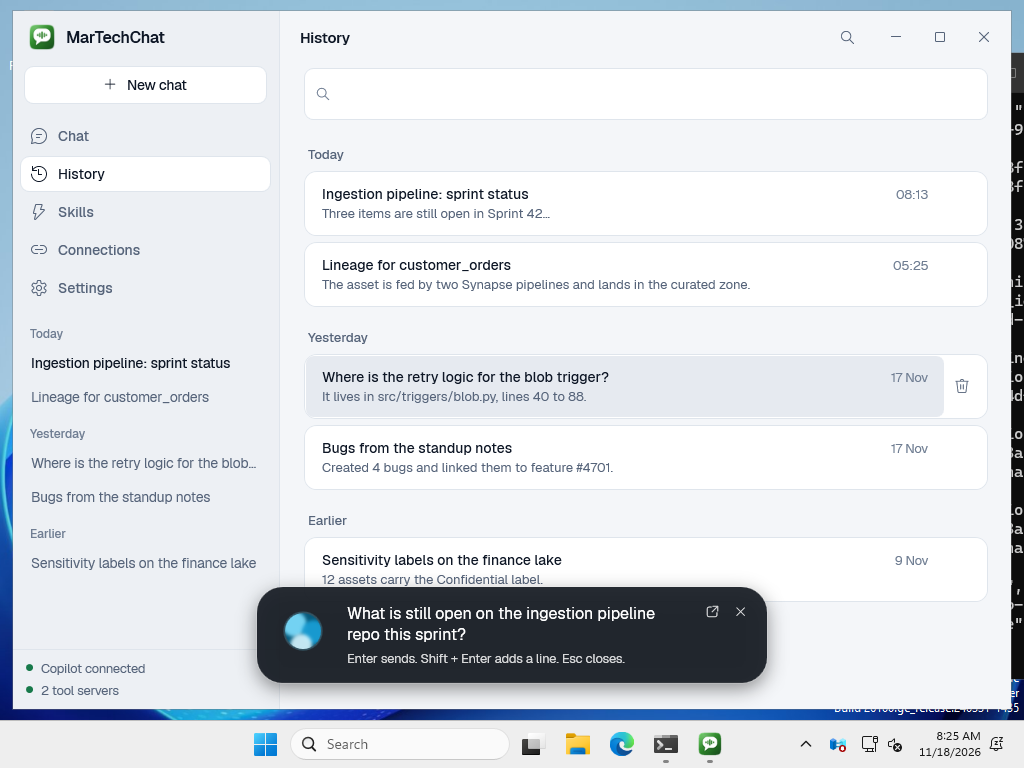 MarTechChat
New chat
Chat
History
Skills
Connections
Settings
Today
Ingestion pipeline: sprint status
Lineage for customer_orders
Yesterday
Where is the retry logic for the blob...
Bugs from the standup notes
Earlier
Sensitivity labels on the finance lake
Copilot connected
2 tool servers
History
Today
Ingestion pipeline: sprint status
08:13
Three items are still open in Sprint 42...
Lineage for customer_orders
05:25
The asset is fed by two Synapse pipelines and lands in the curated zone.
Yesterday
Where is the retry logic for the blob trigger?
17 Nov
It lives in src/triggers/blob.py, lines 40 to 88.
Bugs from the standup notes
17 Nov
Created 4 bugs and linked them to feature #4701.
Earlier
Sensitivity labels on the finance lake
9 Nov
12 assets carry the Confidential label.
What is still open on the ingestion pipeline
repo this sprint?
Enter sends. Shift + Enter adds a line. Esc closes.
Search
8:25 AM
11/18/2026